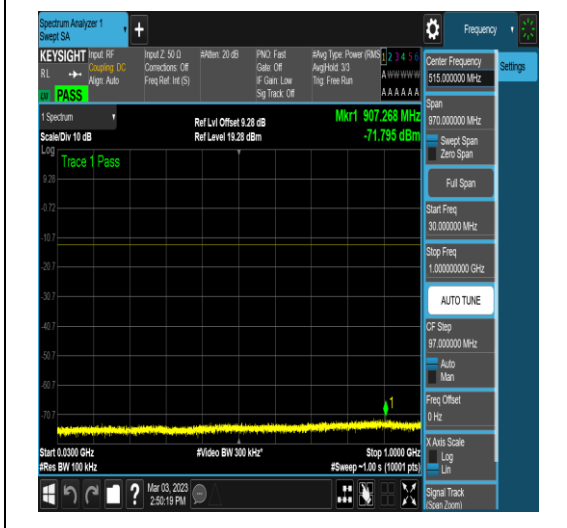 Spectrum Analyzer 1
Swept SA
+
Frequency
KEYSIGHT
RL
PASS
Input: RF
Coupling: DC
Align: Auto
Input Z: 50 Ω
Corrections: Off
Freq Ref: Int (S)
#Atten: 20 dB
PNO: Fast
Gate: Off
IF Gain: Low
Sig Track: Off
#Avg Type: Power (RMS
Avg|Hold: 3/3
Trig: Free Run
1 2 3 4 5 6
A W W W W W
A A A A A A
Center Frequency
515.000000 MHz
Settings
1 Spectrum
Scale/Div 10 dB
Ref Lvl Offset 9.28 dB
Ref Level 19.28 dBm
Mkr1 907.268 MHz
-71.795 dBm
Log
Trace 1 Pass
9.28
-0.72
-10.7
-20.7
-30.7
-40.7
-50.7
-60.7
-70.7
1
Start 0.0300 GHz
#Res BW 100 kHz
#Video BW 300 kHz*
Stop 1.0000 GHz
#Sweep ~1.00 s (10001 pts)
Span
970.000000 MHz
Swept Span
Zero Span
Full Span
Start Freq
30.000000 MHz
Stop Freq
1.000000000 GHz
AUTO TUNE
CF Step
97.000000 MHz
Auto
Man
Freq Offset
0 Hz
X Axis Scale
Log
Lin
Signal Track
(Span Zoom)
?
Mar 03, 2023
2:50:19 PM